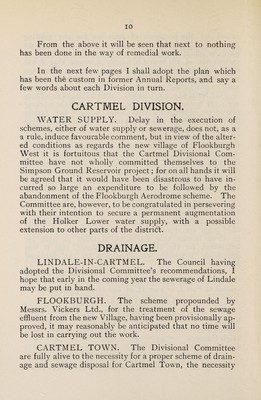 10
From the above it will be seen that next to nothing
has been done in the way of remedial work.
In the next few pages I shall adopt the plan which
has been the custom in former Annual Reports, and say a
few words about each Division in turn.
CARTMEL DIVISION.
WATER SUPPLY. Delay in the execution of
schemes, either of water supply or sewerage, does not, as
a rule, induce favourable comment, but in view of the alter-
ed conditions as regards the new village of Flookburgh
West it is fortuitous that the Cartmel Divisional Com-
mittee have not wholly committed themselves to the
Simpson Ground Reservoir project; for on all hands it will
be agreed that it would have been disastrous to have in-
curred so large an expenditure to be followed by the
abandonment of the Flookburgh Aerodrome scheme. The
Committee are, however, to be congratulated in persevering
with their intention to secure a permanent augmentation
of the Holker Lower water supply, with a possible
extension to other parts of the district.
DRAINAGE.
LINDALE-IN-CARTMEL. The Council having
adopted the Divisional Committee's recommendations, I
hope that early in the coming year the sewerage of Lindale
may be put in hand.
FLOOKBURGH. The scheme propounded by
Messrs. Vickers Ltd., for the treatment of the sewage
effluent from the new Village, having been provisionally ap-
proved, it may reasonably be anticipated that no time will
be lost in carrying out the work.
CARTMEL TOWN. The Divisional Committee
are fully alive to the necessity for a proper scheme of drain-
age and sewage disposal for Cartmel Town, the necessity